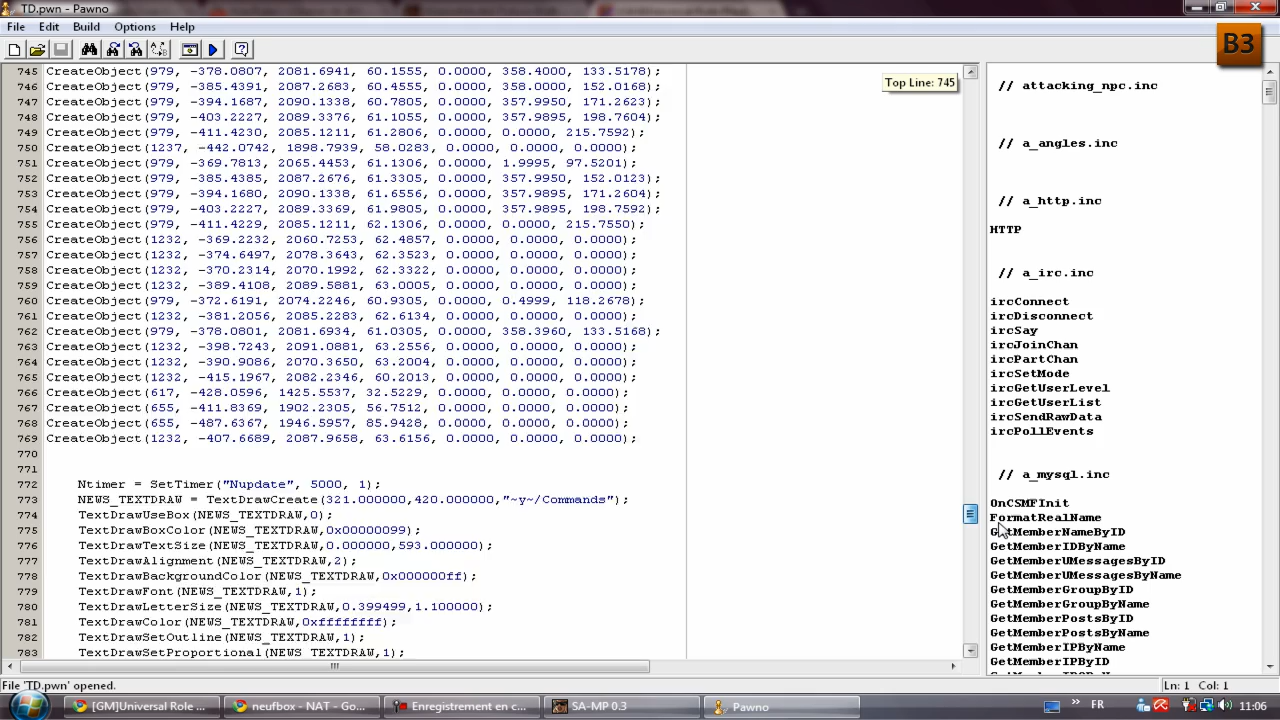 TD.pwn - Pawno
File Edit Build Options Help
B3
Top Line: 745
745 CreateObject(979, -378.0807, 2081.6941, 60.1555, 0.0000, 358.4000, 133.5178);
746 CreateObject(979, -385.4391, 2087.2683, 60.4555, 0.0000, 358.0000, 152.0168);
747 CreateObject(979, -394.1687, 2090.1338, 60.7805, 0.0000, 357.9950, 171.2623);
748 CreateObject(979, -403.2227, 2089.3376, 61.1055, 0.0000, 357.9895, 198.7604);
749 CreateObject(979, -411.4230, 2085.1211, 61.2806, 0.0000, 0.0000, 215.7592);
750 CreateObject(1237, -442.0742, 1898.7939, 58.0283, 0.0000, 0.0000, 0.0000);
751 CreateObject(979, -369.7813, 2065.4453, 61.1306, 0.0000, 1.9995, 97.5201);
752 CreateObject(979, -385.4385, 2087.2676, 61.3305, 0.0000, 357.9950, 152.0123);
753 CreateObject(979, -394.1680, 2090.1338, 61.6556, 0.0000, 357.9895, 171.2604);
754 CreateObject(979, -403.2227, 2089.3369, 61.9805, 0.0000, 357.9895, 198.7592);
755 CreateObject(979, -411.4229, 2085.1211, 62.1306, 0.0000, 0.0000, 215.7550);
756 CreateObject(1232, -369.2232, 2060.7253, 62.4857, 0.0000, 0.0000, 0.0000);
757 CreateObject(1232, -374.6497, 2078.3643, 62.3523, 0.0000, 0.0000, 0.0000);
758 CreateObject(1232, -370.2314, 2070.1992, 62.3322, 0.0000, 0.0000, 0.0000);
759 CreateObject(1232, -389.4108, 2089.9881, 63.0005, 0.0000, 0.0000, 0.0000);
760 CreateObject(979, -372.6191, 2074.2246, 60.9305, 0.0000, 0.4999, 118.2678);
761 CreateObject(1232, -381.2056, 2085.2283, 62.6134, 0.0000, 0.0000, 0.0000);
762 CreateObject(979, -378.0801, 2081.6934, 61.0305, 0.0000, 358.3960, 133.5168);
763 CreateObject(1232, -398.7243, 2091.0881, 63.2556, 0.0000, 0.0000, 0.0000);
764 CreateObject(1232, -390.9086, 2070.3650, 63.2004, 0.0000, 0.0000, 0.0000);
765 CreateObject(1232, -415.1967, 2082.2346, 60.2013, 0.0000, 0.0000, 0.0000);
766 CreateObject(617, -428.0596, 1425.5537, 32.5229, 0.0000, 0.0000, 0.0000);
767 CreateObject(655, -411.8369, 1902.2305, 56.7512, 0.0000, 0.0000, 0.0000);
768 CreateObject(655, -487.6367, 1946.5957, 85.9428, 0.0000, 0.0000, 0.0000);
769 CreateObject(1232, -407.6689, 2087.9658, 63.6156, 0.0000, 0.0000, 0.0000);
770
771
772 Ntimer = SetTimer("Nupdate", 5000, 1);
773 NEWS_TEXTDRAW = TextDrawCreate(321.000000,420.000000,"~y~/Commands");
774 TextDrawUseBox(NEWS_TEXTDRAW,0);
775 TextDrawBoxColor(NEWS_TEXTDRAW,0x00000099);
776 TextDrawTextSize(NEWS_TEXTDRAW,0.000000,593.000000);
777 TextDrawAlignment(NEWS_TEXTDRAW,2);
778 TextDrawBackgroundColor(NEWS_TEXTDRAW,0x000000ff);
779 TextDrawFont(NEWS_TEXTDRAW,1);
780 TextDrawLetterSize(NEWS_TEXTDRAW,0.399499,1.100000);
781 TextDrawColor(NEWS_TEXTDRAW,0xffffffff);
782 TextDrawSetOutline(NEWS_TEXTDRAW,1);
783 TextDrawSetProportional(NEWS_TEXTDRAW,1);
// attacking_npc.inc
// a_angles.inc
// a_http.inc
HTTP
// a_irc.inc
ircConnect
ircDisconnect
ircSay
ircJoinChan
ircPartChan
ircSetMode
ircGetUserLevel
ircGetUserList
ircSendRawData
ircPollEvents
// a_mysql.inc
OnCSMFInit
FormatRealName
GetMemberNameByID
GetMemberIDByName
GetMemberUMessagesByID
GetMemberUMessagesByName
GetMemberGroupByID
GetMemberGroupByName
GetMemberPostsByID
GetMemberPostsByName
GetMemberIPByName
GetMemberIPByID
File 'TD.pwn' opened.
Ln: 1 Col: 1
[GM]Universal Role ...
neufbox - NAT - Go...
Enregistrement en c...
SA-MP 0.3
Pawno
FR
11:06